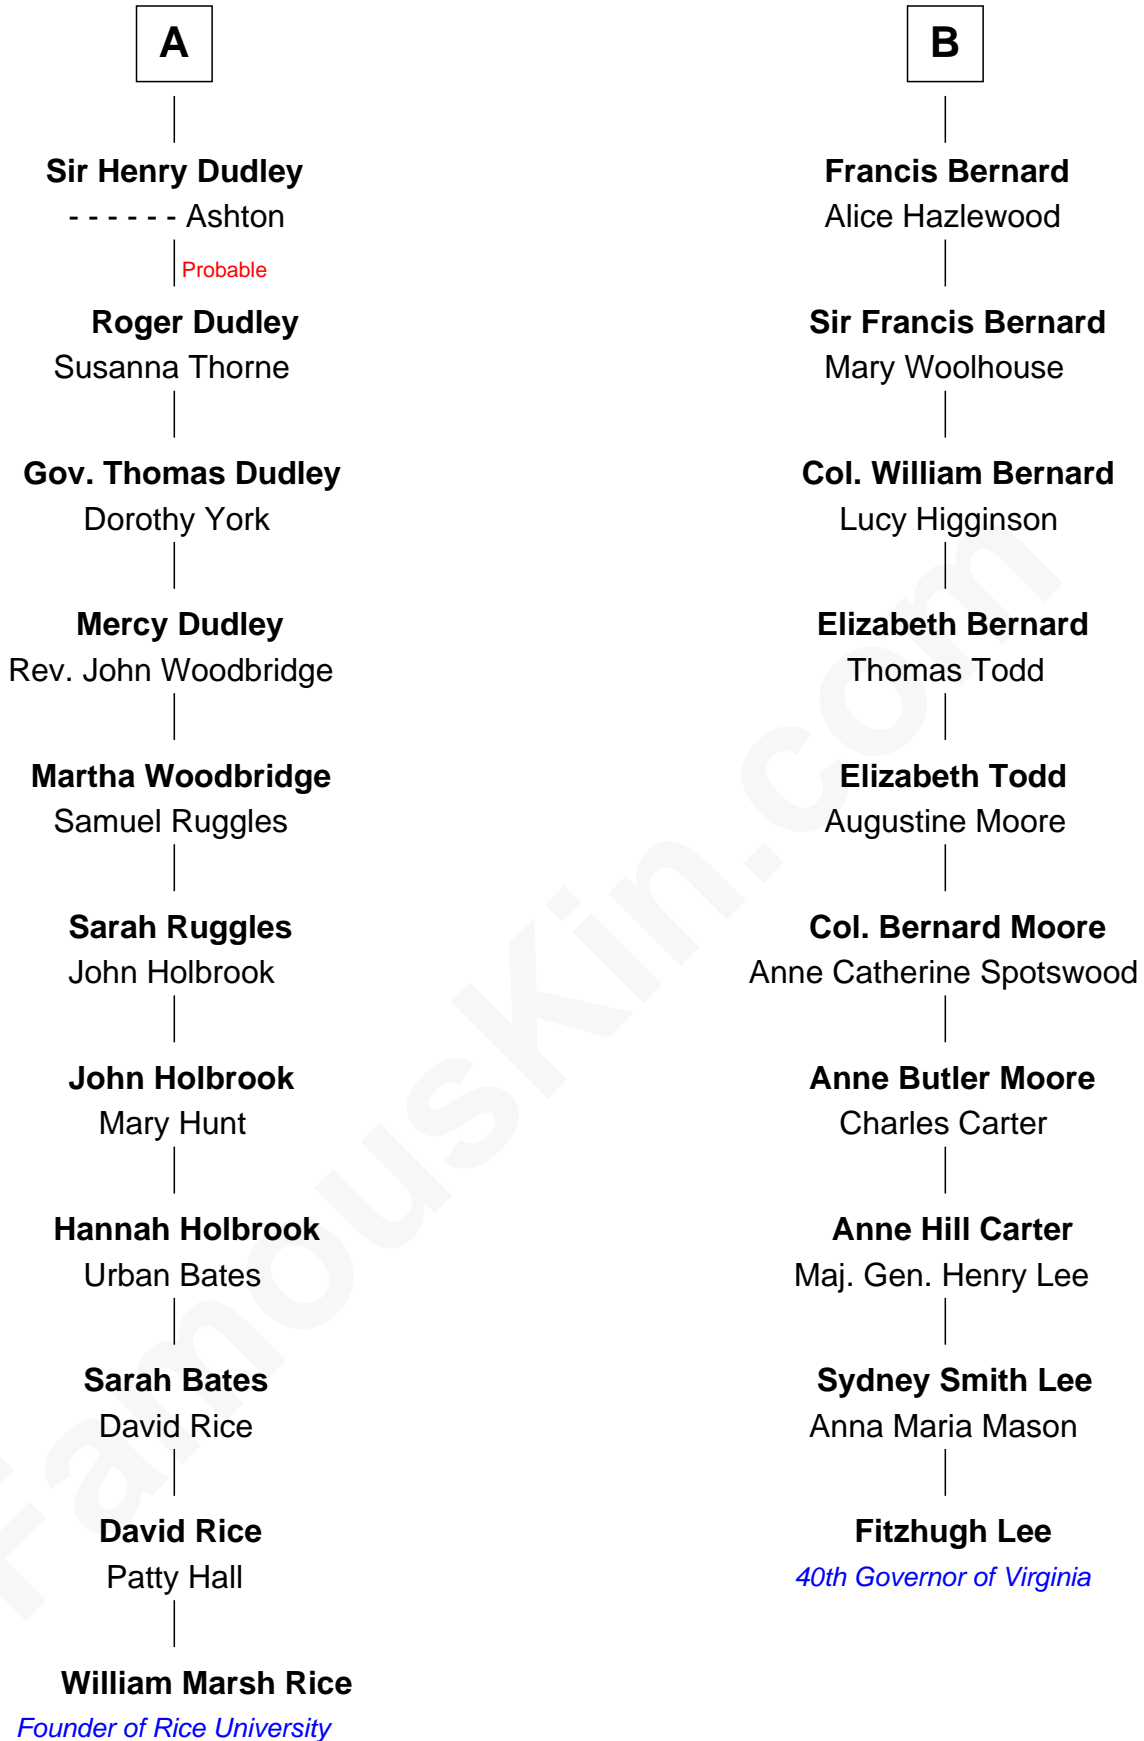 A
Sir Henry Dudley
- - - - - - Ashton
Probable
Roger Dudley
Susanna Thorne
Gov. Thomas Dudley
Dorothy York
Mercy Dudley
Rev. John Woodbridge
Martha Woodbridge
Samuel Ruggles
Sarah Ruggles
John Holbrook
John Holbrook
Mary Hunt
Hannah Holbrook
Urban Bates
Sarah Bates
David Rice
David Rice
Patty Hall
William Marsh Rice
Founder of Rice University
B
Francis Bernard
Alice Hazlewood
Sir Francis Bernard
Mary Woolhouse
Col. William Bernard
Lucy Higginson
Elizabeth Bernard
Thomas Todd
Elizabeth Todd
Augustine Moore
Col. Bernard Moore
Anne Catherine Spotswood
Anne Butler Moore
Charles Carter
Anne Hill Carter
Maj. Gen. Henry Lee
Sydney Smith Lee
Anna Maria Mason
Fitzhugh Lee
40th Governor of Virginia
FamousKin.com